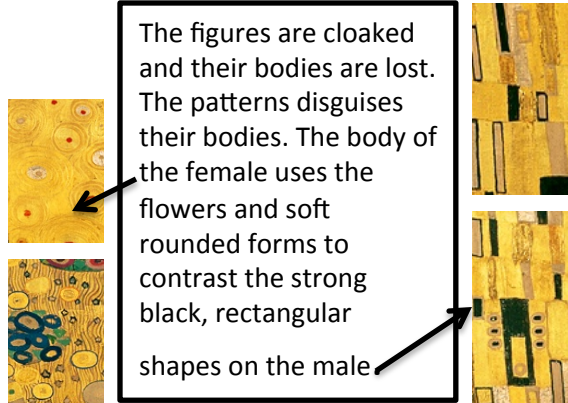 The figures are cloaked
and their bodies are lost.
The patterns disguises
their bodies. The body of
the female uses the
flowers and soft
rounded forms to
contrast the strong
black, rectangular
shapes on the male.